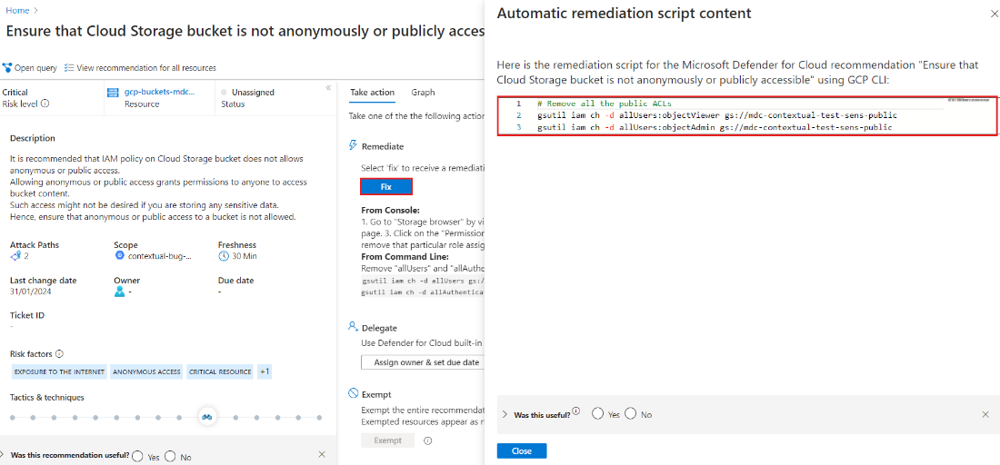 Home >
Ensure that Cloud Storage bucket is not anonymously or publicly acces
Open query
View recommendation for all resources
Critical
Risk level
gcp-buckets-mdc...
Resource
Unassigned
Status
Description
It is recommended that IAM policy on Cloud Storage bucket does not allows
anonymous or public access.
Allowing anonymous or public access grants permissions to anyone to access
bucket content.
Such access might not be desired if you are storing any sensitive data.
Hence, ensure that anonymous or public access to a bucket is not allowed.
Attack Paths
2
Scope
contextual-bug-...
Freshness
30 Min
Last change date
31/01/2024
Owner
-
Due date
-
Ticket ID
-
Risk factors
EXPOSURE TO THE INTERNET
ANONYMOUS ACCESS
CRITICAL RESOURCE
+1
Tactics & techniques
Was this recommendation useful?
Yes
No
Take action
Graph
Take one of the the following action
Remediate
Select 'fix' to receive a remediati
Fix
From Console:
1. Go to "Storage browser" by vi
page. 3. Click on the "Permission
remove that particular role assig
From Command Line:
Remove "allUsers" and "allAuthe
gsutil iam ch -d allUsers gs:/
gsutil iam ch -d allAuthenticat
Delegate
Use Defender for Cloud built-in
Assign owner & set due date
Exempt
Exempt the entire recommendat
Exempted resources appear as n
Exempt
Automatic remediation script content
Here is the remediation script for the Microsoft Defender for Cloud recommendation "Ensure that
Cloud Storage bucket is not anonymously or publicly accessible" using GCP CLI:
1 # Remove all the public ACLs
2 gsutil iam ch -d allUsers:objectViewer gs://mdc-contextual-test-sens-public
3 gsutil iam ch -d allUsers:objectAdmin gs://mdc-contextual-test-sens-public
Was this useful?
Yes
No
Close